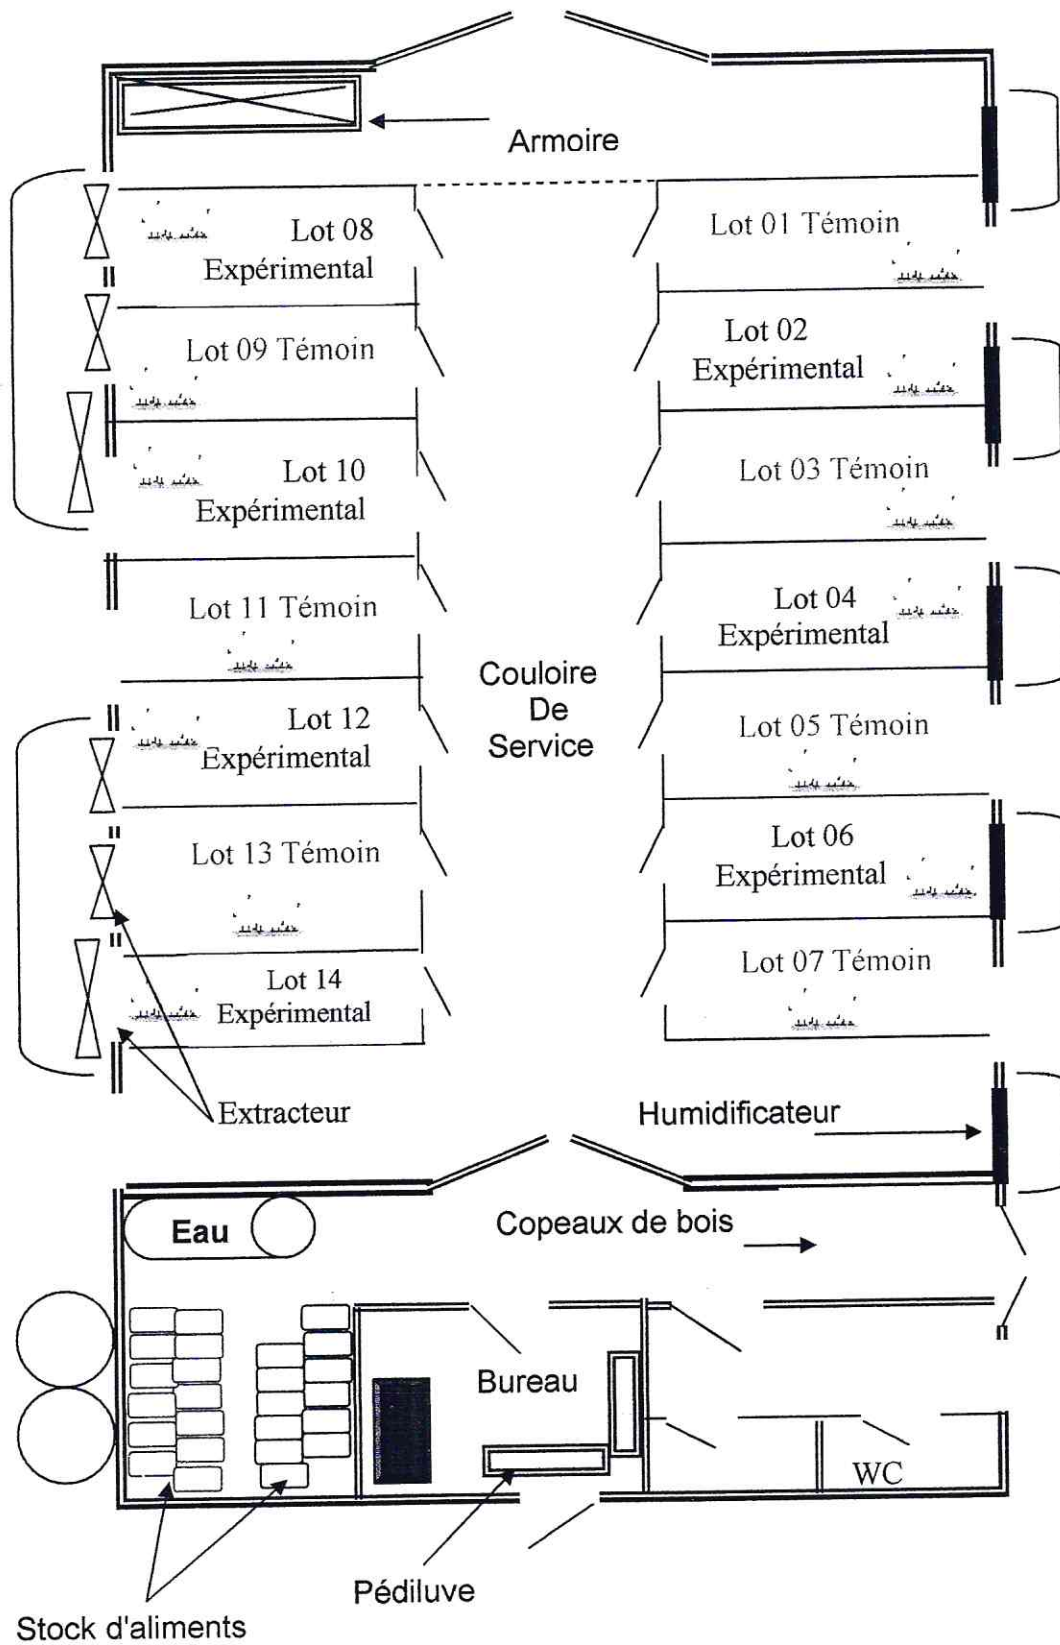 Armoire
Lot 08
Expérimental
Lot 09 Témoin
Lot 10
Expérimental
Lot 11 Témoin
Lot 12
Expérimental
Lot 13 Témoin
Lot 14
Expérimental
Extracteur
Couloire
De
Service
Lot 01 Témoin
Lot 02
Expérimental
Lot 03 Témoin
Lot 04
Expérimental
Lot 05 Témoin
Lot 06
Expérimental
Lot 07 Témoin
Humidificateur
Eau
Copeaux de bois
Bureau
WC
Pédiluve
Stock d'aliments